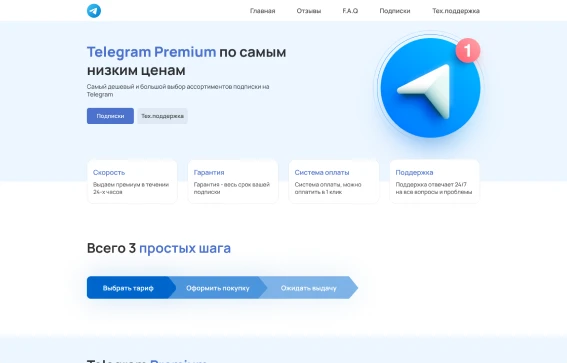 Главная Отзывы F.A.Q Подписки Тех.поддержка
Telegram Premium по самым
низким ценам
Самый дешевый и большой выбор ассортиментов подписки на
Telegram
Подписки Тех.поддержка
1
Скорость
Выдаем премиум в течении
24-х часов
Гарантия
Гарантия - весь срок вашей
подписки
Система оплаты
Система оплаты, можно
оплатить в 1 клик
Поддержка
Поддержка отвечает 24/7
на все вопросы и проблемы
Всего 3 простых шага
Выбрать тариф Оформить покупку Ожидать выдачу
Telegram Premium